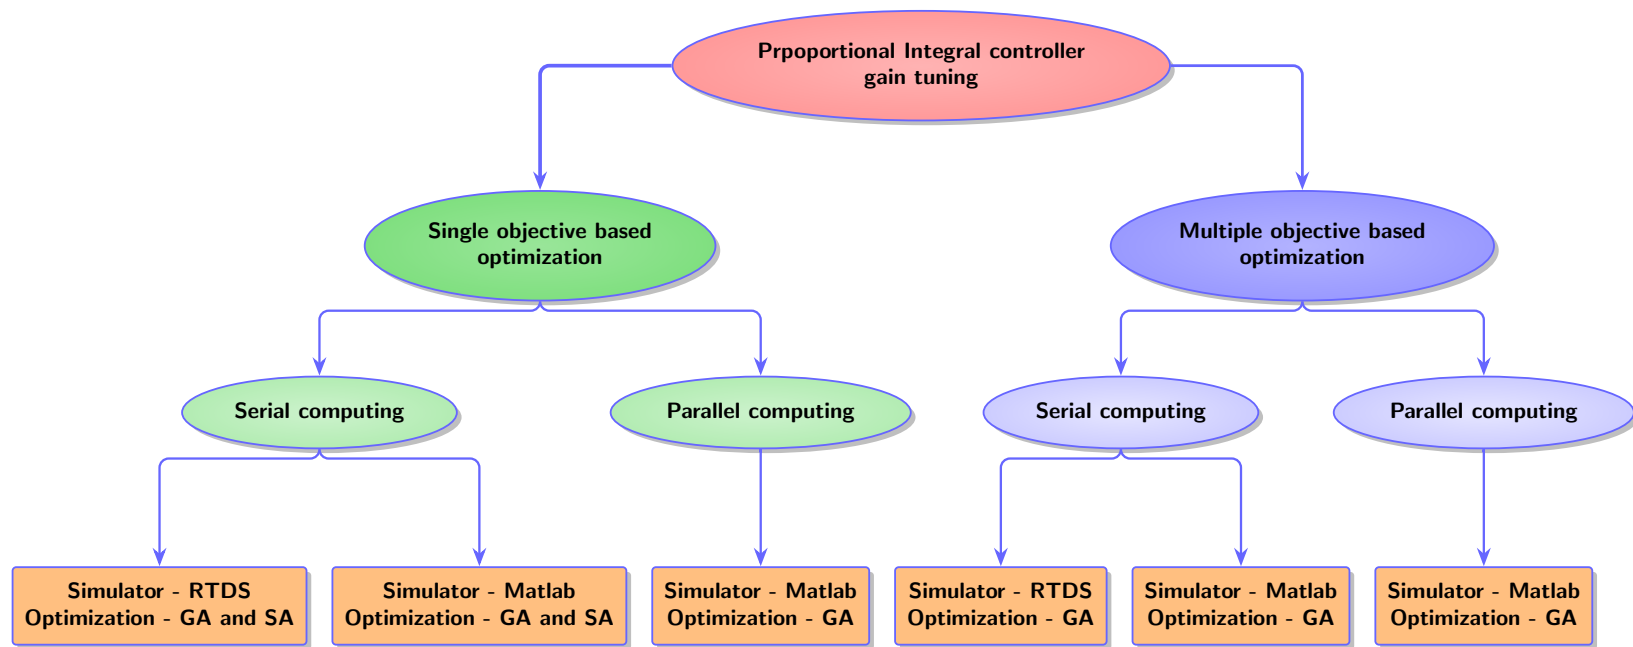 Prpoportional Integral controller
gain tuning
Single objective based
optimization
Multiple objective based
optimization
Serial computing
Parallel computing
Serial computing
Parallel computing
Simulator - RTDS
Optimization - GA and SA
Simulator - Matlab
Optimization - GA and SA
Simulator - Matlab
Optimization - GA
Simulator - RTDS
Optimization - GA
Simulator - Matlab
Optimization - GA
Simulator - Matlab
Optimization - GA